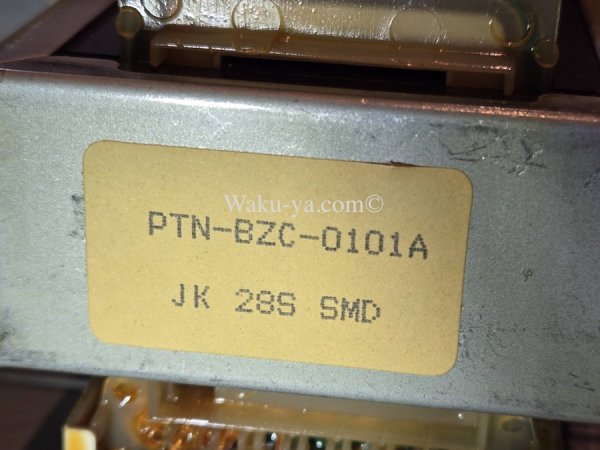 Waku-ya.com©
PTN-BZC-0101A
JK 28S SMD